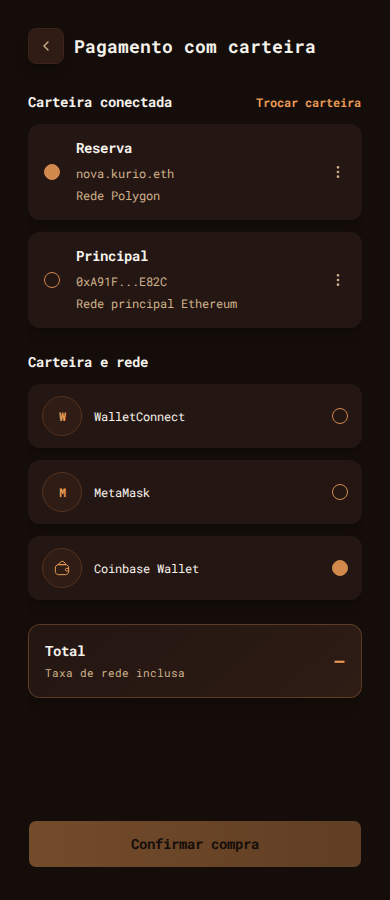 Pagamento com carteira
Carteira conectada
Trocar carteira
Reserva
nova.kurio.eth
Rede Polygon
Principal
0xA91F...E82C
Rede principal Ethereum
Carteira e rede
W
WalletConnect
M
MetaMask
Coinbase Wallet
Total
Taxa de rede inclusa
—
Confirmar compra